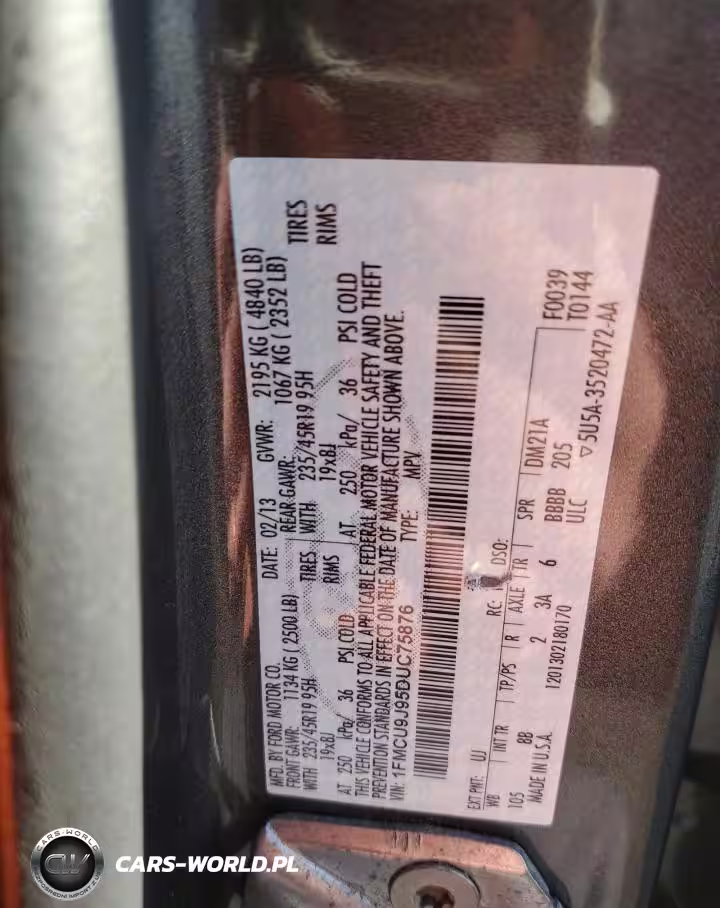 MFD. BY FORD MOTOR CO.
DATE: 02/13 GVWR: 2195 KG ( 4840 LB)
FRONT GAWR: 1134 KG ( 2500 LB) REAR GAWR: 1067 KG ( 2352 LB)
WITH 235/45R19 95H TIRES WITH 235/45R19 95H TIRES
19x8J RIMS 19x8J RIMS
AT 250 kPa/ 36 PSI COLD AT 250 kPa/ 36 PSI COLD
THIS VEHICLE CONFORMS TO ALL APPLICABLE FEDERAL MOTOR VEHICLE SAFETY AND THEFT
PREVENTION STANDARDS IN EFFECT ON THE DATE OF MANUFACTURE SHOWN ABOVE.
VIN: 1FMCU9J95DUC75876 TYPE: MPV
EXT PNT: UJ RC: DSO: F0039
WB INT TR TP/PS R AXLE TR SPR DM21A T0144
105 8B 2 3A 6 BBBB 205
MADE IN U.S.A. 1201302180170 ULC ▽5U5A-3520472-AA
CARS-WORLD
CW
CARS-WORLD.PL